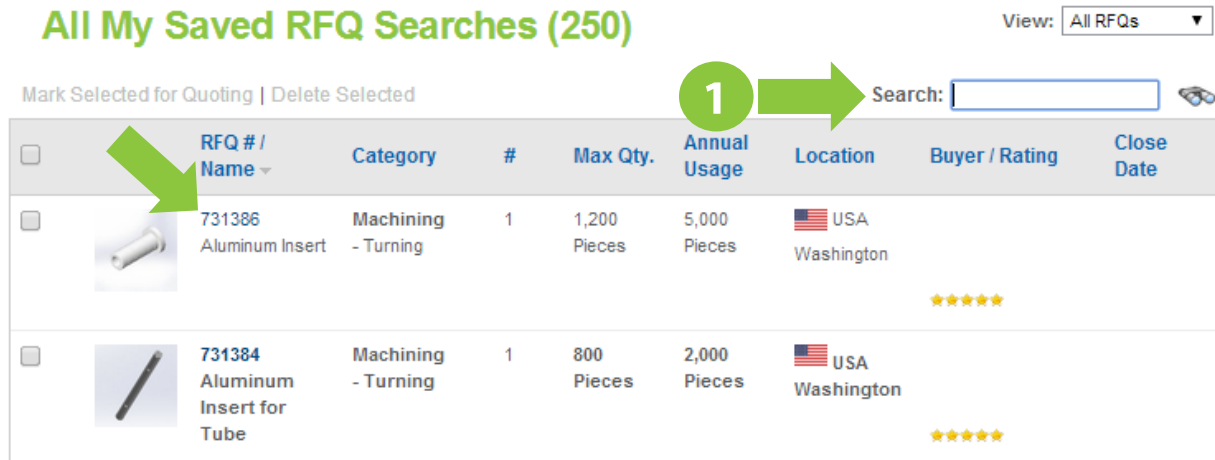 All My Saved RFQ Searches (250)
View: All RFQs
Mark Selected for Quoting | Delete Selected
1
Search:
RFQ # / Name
Category
#
Max Qty.
Annual Usage
Location
Buyer / Rating
Close Date
731386
Aluminum Insert
Machining
- Turning
1
1,200
Pieces
5,000
Pieces
USA
Washington
731384
Aluminum
Insert for
Tube
Machining
- Turning
1
800
Pieces
2,000
Pieces
USA
Washington